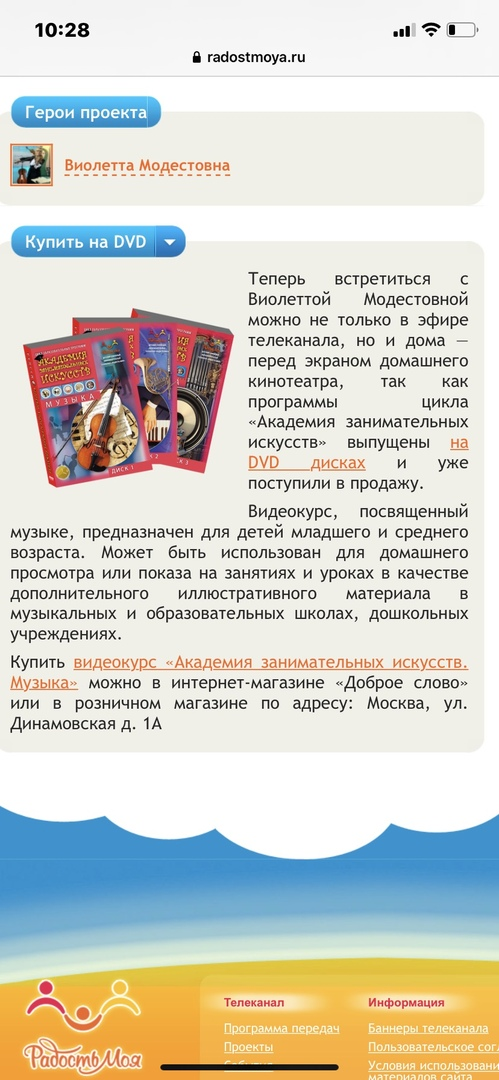 10:28
radostmoya.ru
Герои проекта
Виолетта Модестовна
Купить на DVD
Теперь встретиться с
Виолеттой Модестовной
можно не только в эфире
телеканала, но и дома —
перед экраном домашнего
кинотеатра, так как
программы цикла
«Академия занимательных
искусств» выпущены на
DVD дисках и уже
поступили в продажу.
АКАДЕМИЯ
ЗАНИМАТЕЛЬНЫХ
ИСКУССТВ
МУЗЫКА
ДИСК 1
Видеокурс, посвященный
музыке, предназначен для детей младшего и среднего
возраста. Может быть использован для домашнего
просмотра или показа на занятиях и уроках в качестве
дополнительного иллюстративного материала в
музыкальных и образовательных школах, дошкольных
учреждениях.
Купить видеокурс «Академия занимательных искусств.
Музыка» можно в интернет-магазине «Доброе слово»
или в розничном магазине по адресу: Москва, ул.
Динамовская д. 1А
Радость Моя
Телеканал
Программа передач
Проекты
События
Информация
Баннеры телеканала
Пользовательское сог
Условия использован
материалов сайта